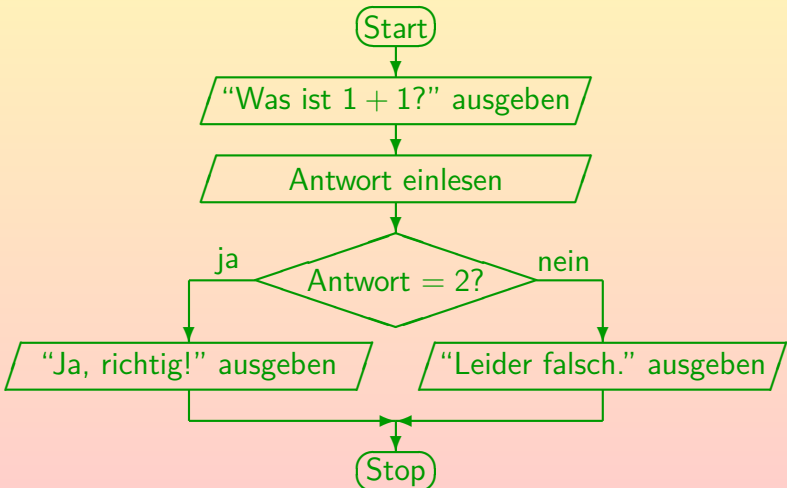 Start
“Was ist 1 + 1?” ausgeben
Antwort einlesen
ja
nein
Antwort = 2?
“Ja, richtig!” ausgeben
“Leider falsch.” ausgeben
Stop